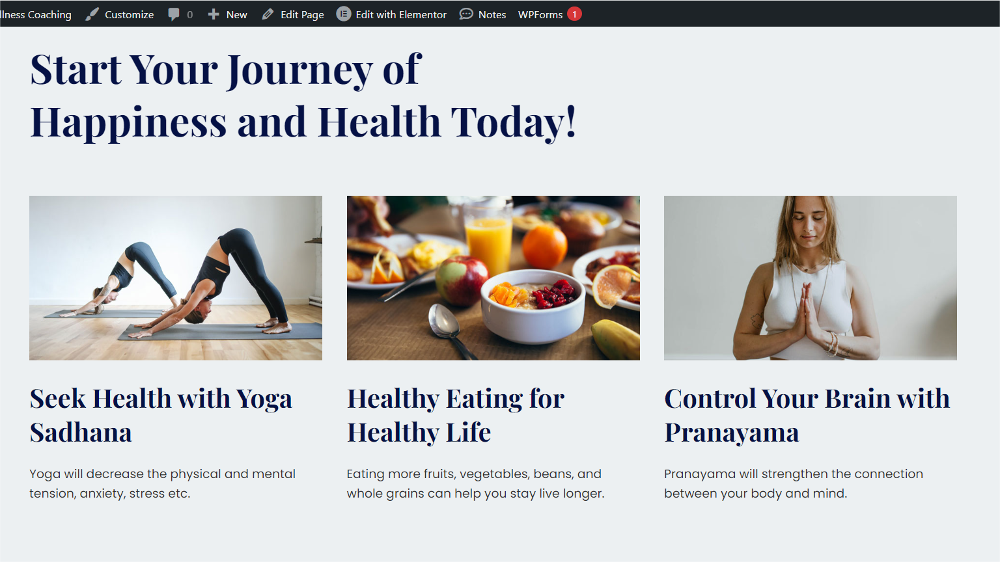 lness Coaching Customize 0 New Edit Page Edit with Elementor Notes WPForms 1
Start Your Journey of
Happiness and Health Today!
Seek Health with Yoga
Sadhana
Yoga will decrease the physical and mental
tension, anxiety, stress etc.
Healthy Eating for
Healthy Life
Eating more fruits, vegetables, beans, and
whole grains can help you stay live longer.
Control Your Brain with
Pranayama
Pranayama will strengthen the connection
between your body and mind.